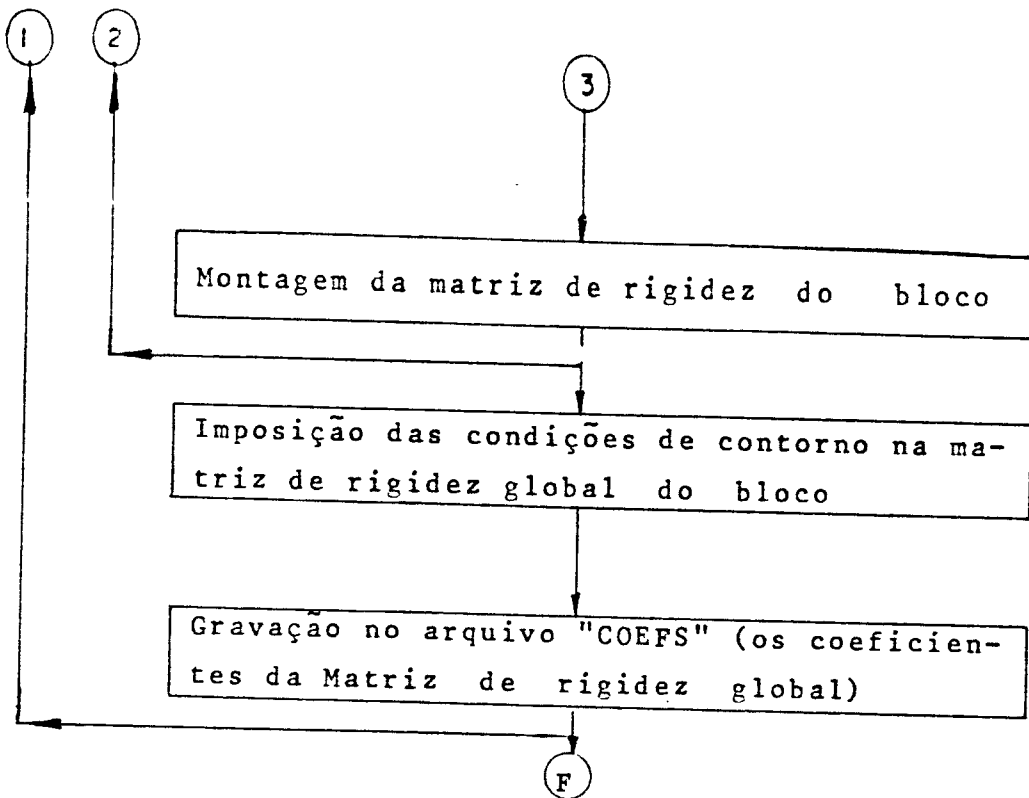 1 2
3
Montagem da matriz de rigidez do bloco
Imposição das condições de contorno na ma-
triz de rigidez global do bloco
Gravação no arquivo "COEFS" (os coeficien-
tes da Matriz de rigidez global)
F